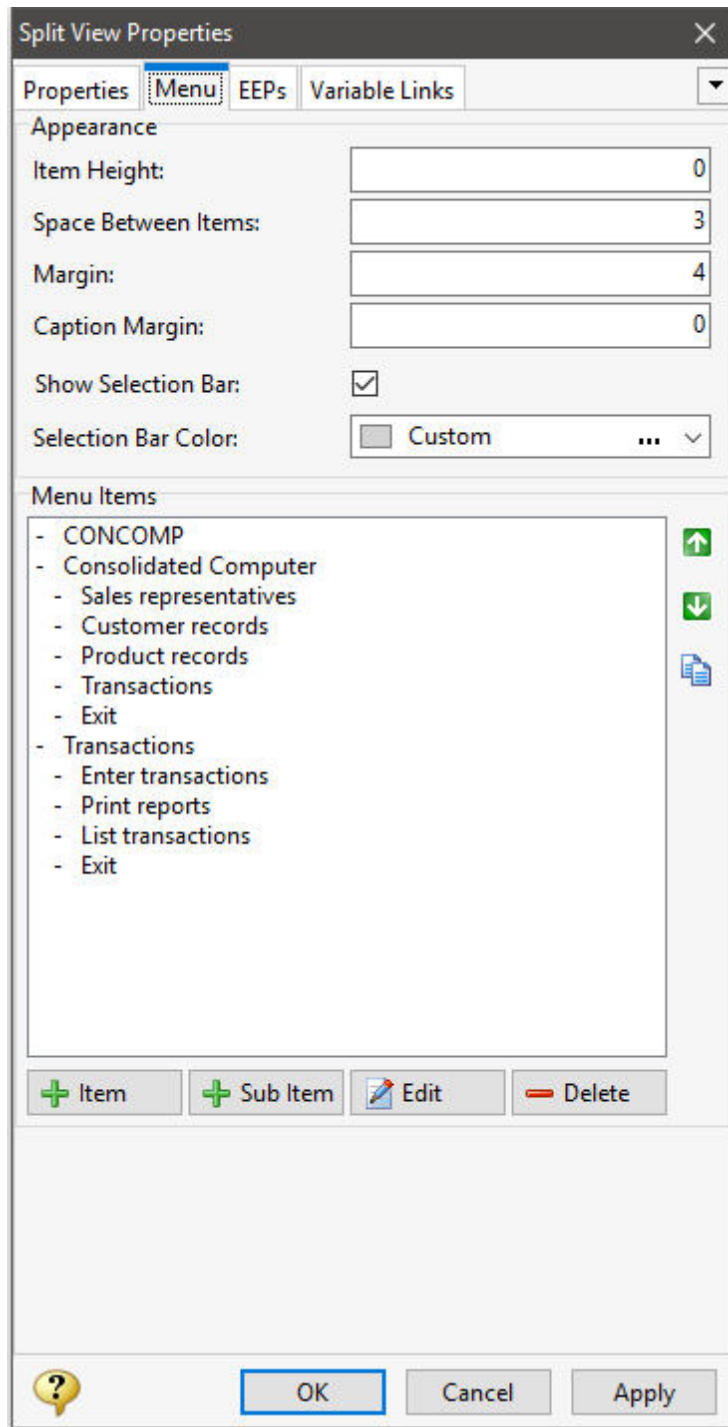 Split View Properties
Properties Menu EEPs Variable Links
Appearance
Item Height: 0
Space Between Items: 3
Margin: 4
Caption Margin: 0
Show Selection Bar:
Selection Bar Color: Custom ...
Menu Items
- CONCOMP
- Consolidated Computer
- Sales representatives
- Customer records
- Product records
- Transactions
- Exit
- Transactions
- Enter transactions
- Print reports
- List transactions
- Exit
Item Sub Item Edit Delete
? OK Cancel Apply